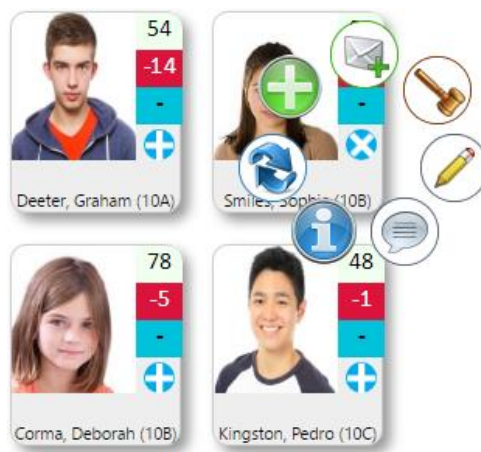 54
-14
-
Deeter, Graham (10A)
Smiles, Sophie (10B)
78
-5
-
Corma, Deborah (10B)
48
-1
-
Kingston, Pedro (10C)